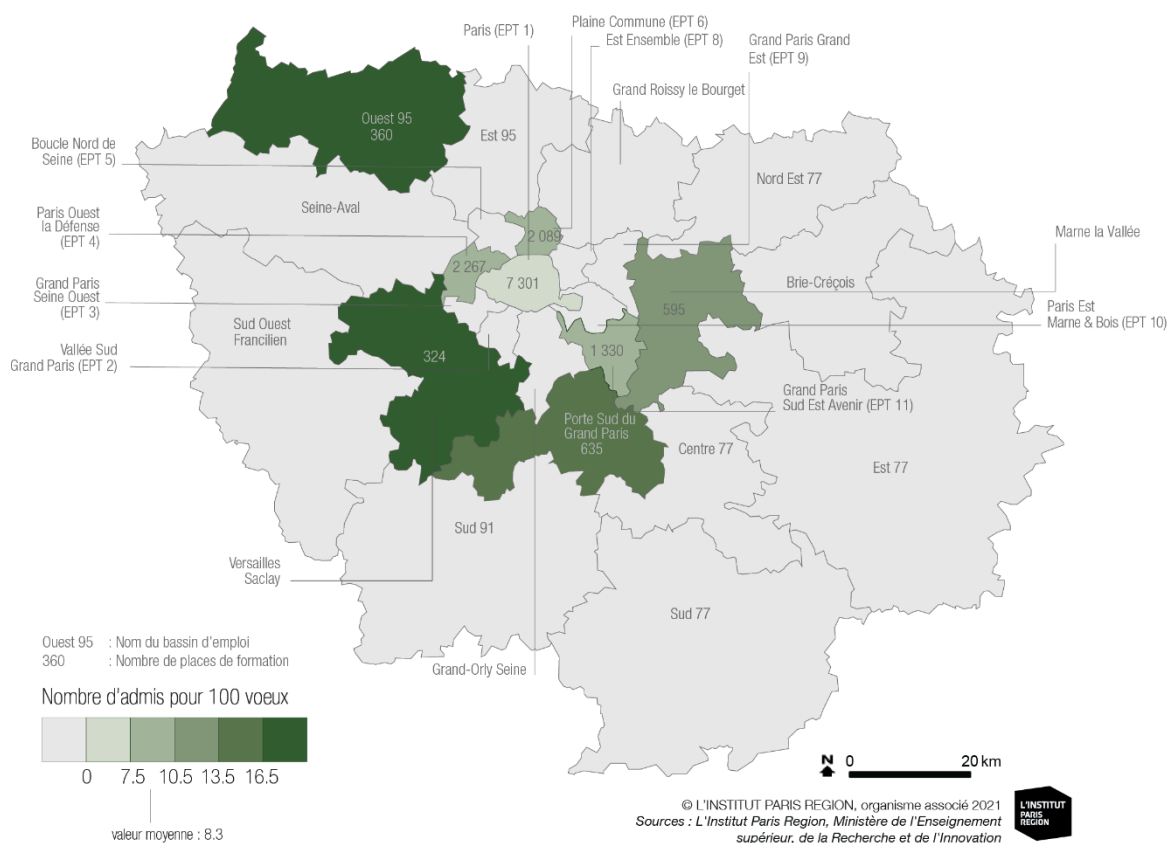 Paris (EPT 1)
Plaine Commune (EPT 6)
Est Ensemble (EPT 8)
Grand Paris Grand
Est (EPT 9)
Grand Roissy le Bourget
Ouest 95
360
Est 95
Boucle Nord de
Seine (EPT 5)
Nord Est 77
Seine-Aval
Paris Ouest
la Défense
(EPT 4)
2 089
Marne la Vallée
2 267
7 301
Brie-Créçois
Grand Paris
Seine Ouest
(EPT 3)
595
Paris Est
Marne & Bois (EPT 10)
Sud Ouest
Francilien
Vallée Sud
Grand Paris (EPT 2)
324
1 330
Grand Paris
Sud Est Avenir (EPT 11)
Porte Sud du
Grand Paris
635
Centre 77
Est 77
Sud 91
Versailles
Saclay
Sud 77
Ouest 95 : Nom du bassin d'emploi
360 : Nombre de places de formation
Grand-Orly Seine
Nombre d'admis pour 100 voeux
0 7.5 10.5 13.5 16.5
valeur moyenne : 8.3
N 0 20 km
© L'INSTITUT PARIS REGION, organisme associé 2021
Sources : L'Institut Paris Region, Ministère de l'Enseignement
supérieur, de la Recherche et de l'Innovation
L'INSTITUT
PARIS
REGION